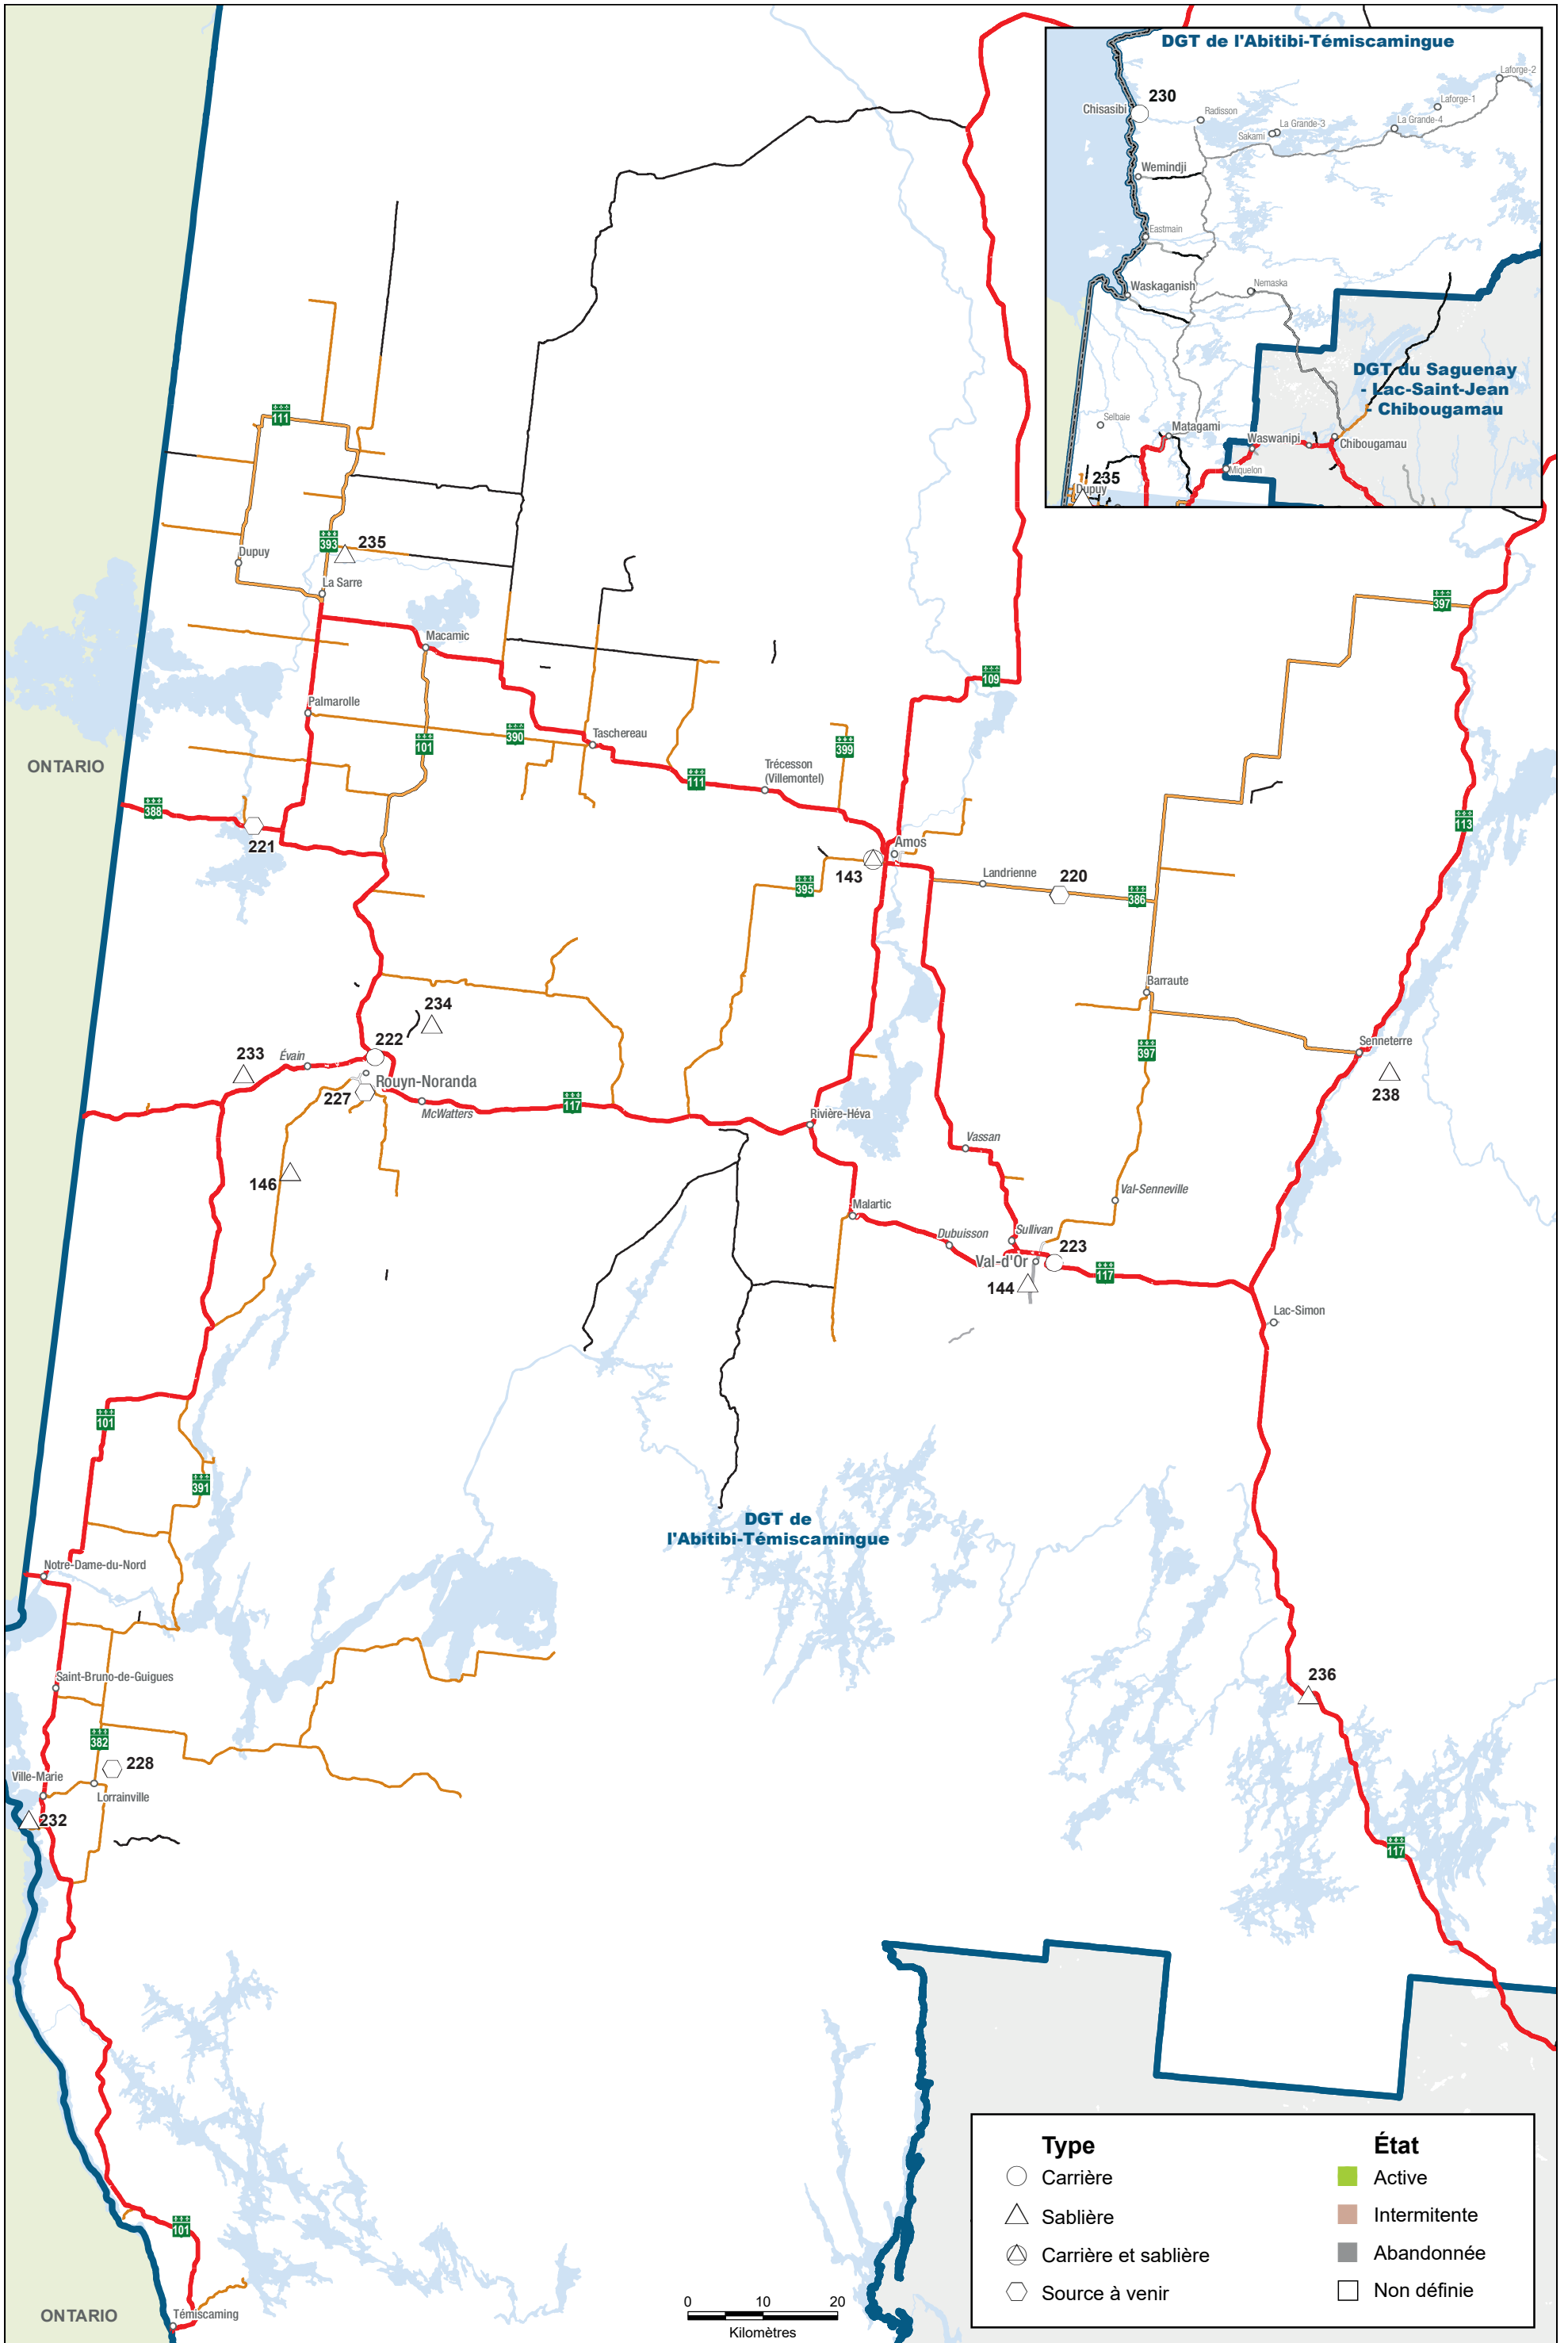 DGT de l'Abitibi-Témiscamingue
230
Chisasibi
Radisson
Sakami
La Grande-3
La Grande-4
Laforge-1
Laforge-2
Wemindji
Eastmain
Waskaganish
Nemaska
DGT du Saguenay
- Lac-Saint-Jean
- Chibougamau
Selbaie
Matagami
Waswanipi
Chibougamau
Miquelon
235
Dupuy
111
393
235
Dupuy
La Sarre
397
Macamic
109
Palmarolle
101
390
Taschereau
399
ONTARIO
Trécesson
(Villemontel)
111
388
113
221
Amos
143
395
Landrienne
220
386
Barraute
234
222
Évain
233
Rouyn-Noranda
227
McWatters
117
397
Senneterre
238
Rivière-Héva
Vassan
146
Val-Senneville
Malartic
Dubuisson
Sullivan
223
Val-d'Or
144
117
Lac-Simon
101
391
DGT de
l'Abitibi-Témiscamingue
Notre-Dame-du-Nord
Saint-Bruno-de-Guigues
236
382
228
Ville-Marie
Lorrainville
232
117
101
ONTARIO
Témiscaming
0 10 20
Kilomètres
Type
Carrière
Sablière
Carrière et sablière
Source à venir
État
Active
Intermitente
Abandonnée
Non définie